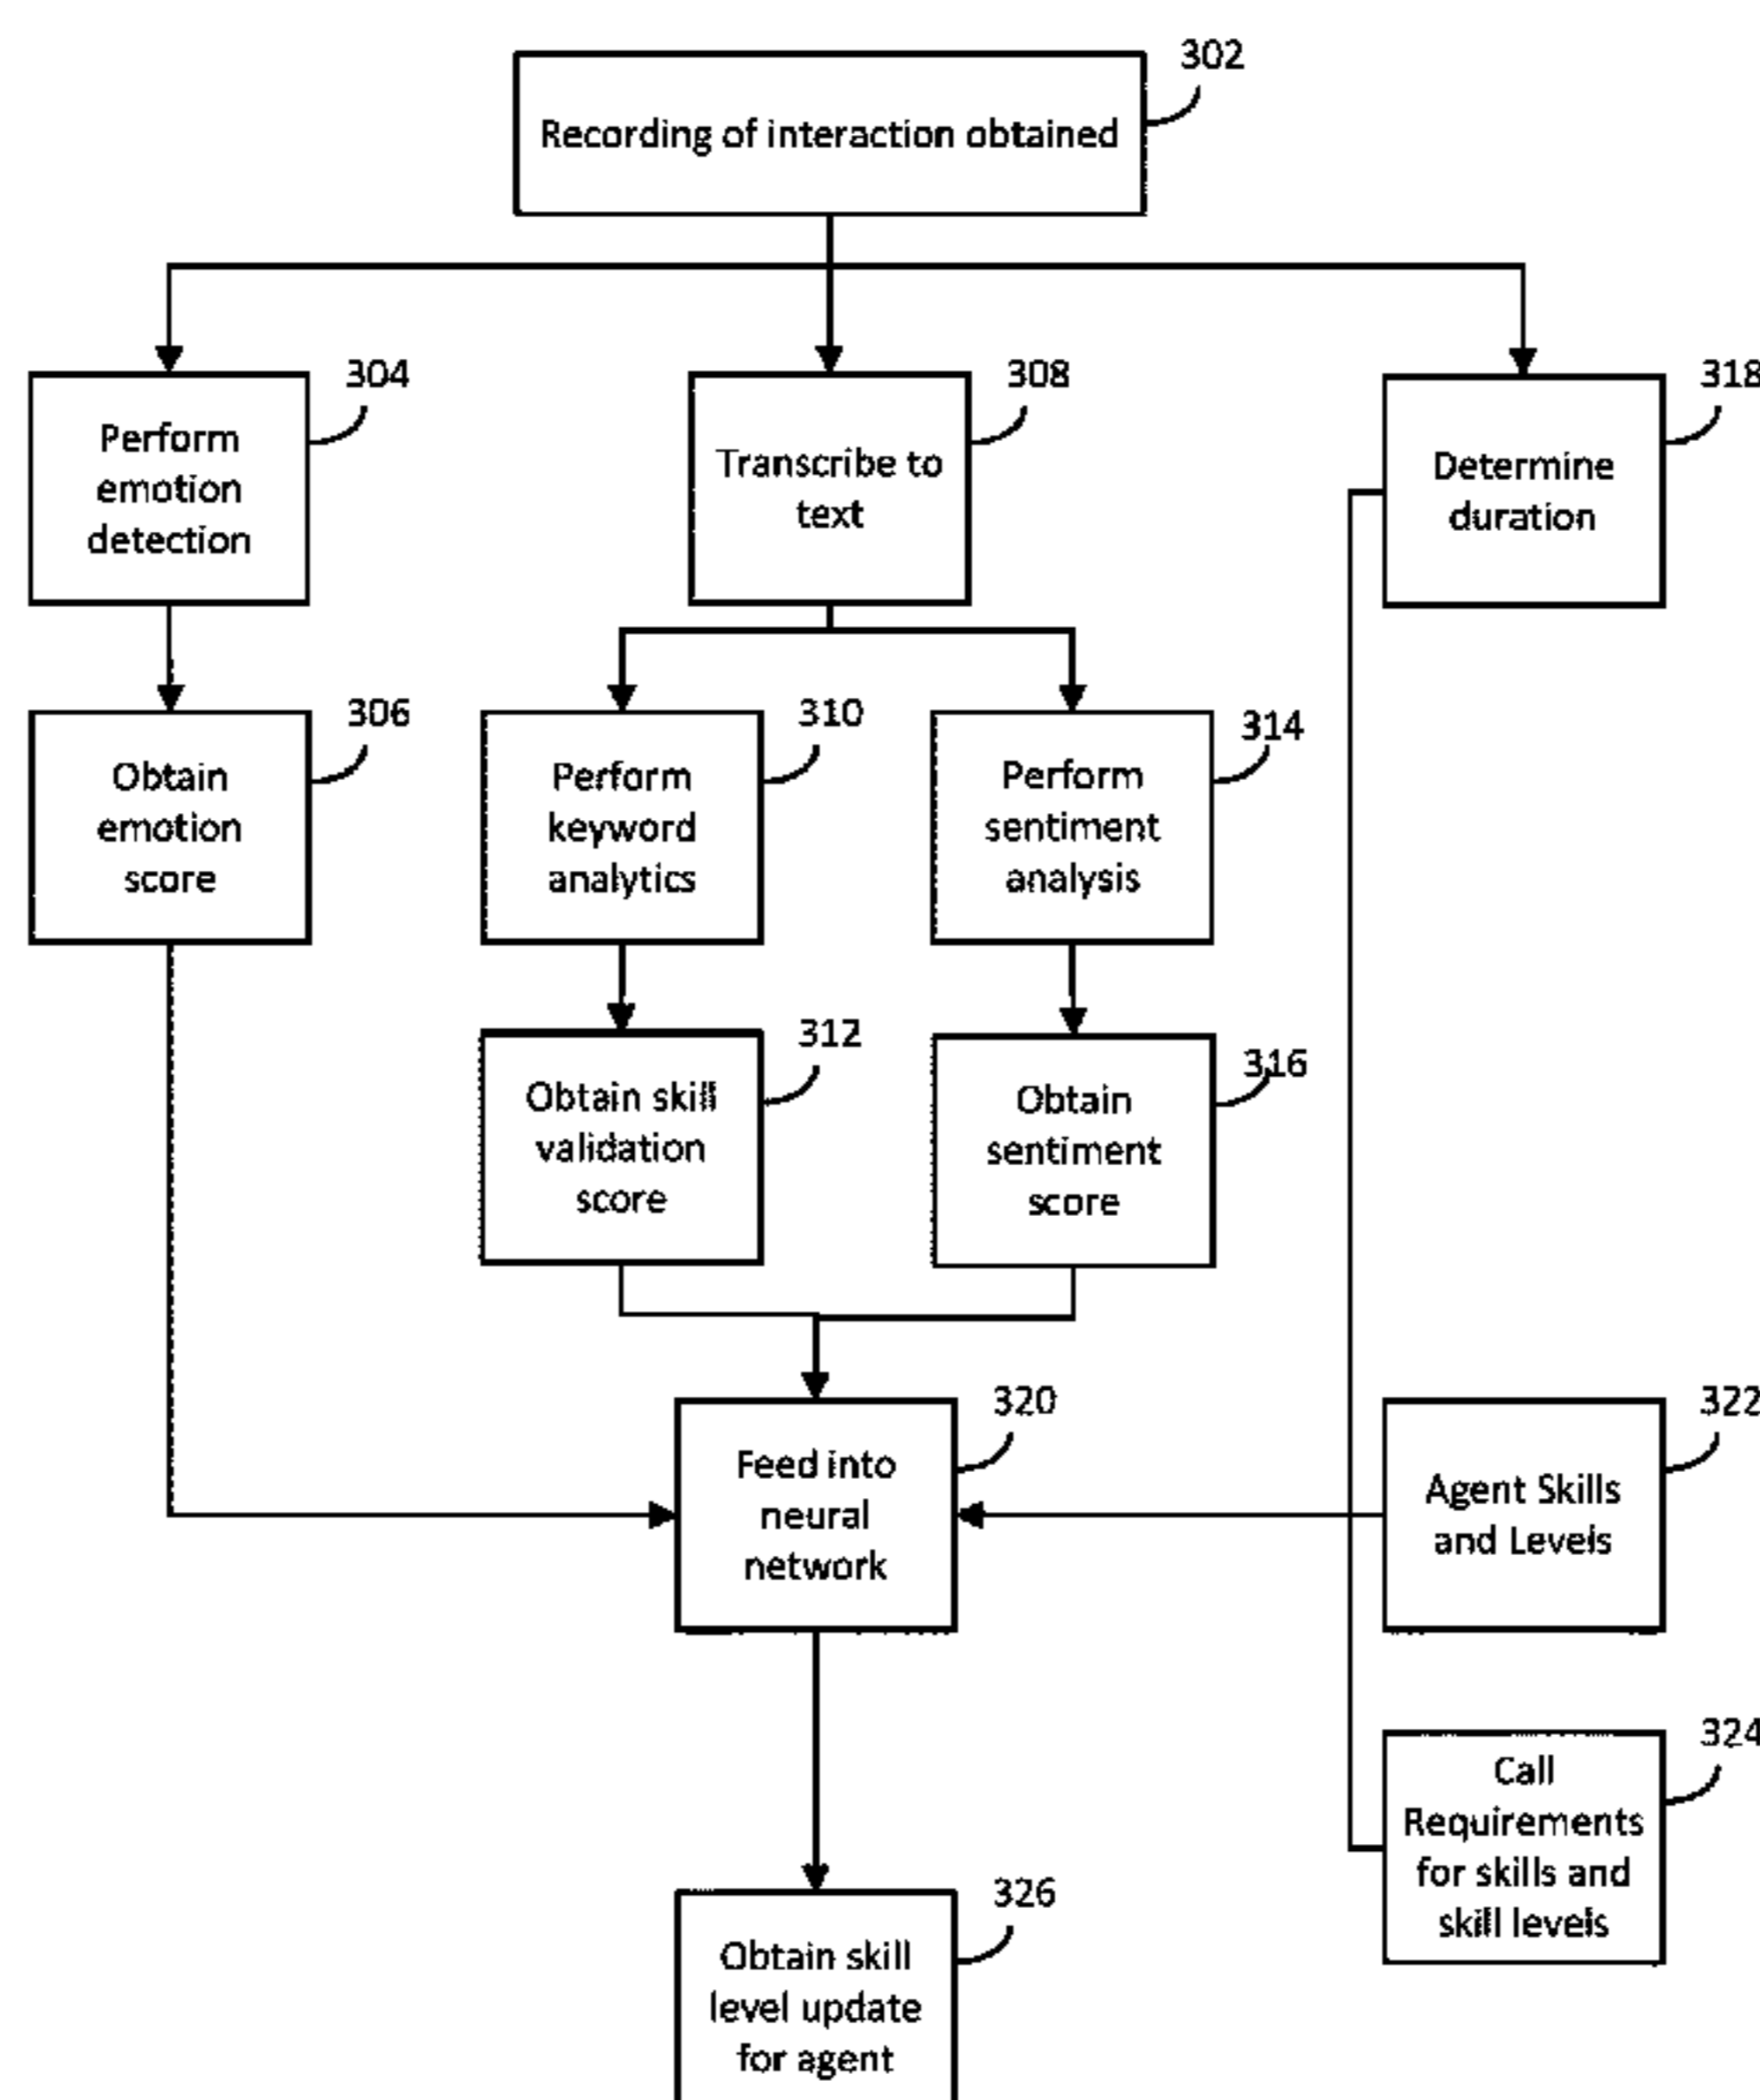 302
Recording of interaction obtained
304
Perform
emotion
detection
308
Transcribe to
text
318
Determine
duration
306
Obtain
emotion
score
310
Perform
keyword
analytics
314
Perform
sentiment
analysis
312
Obtain skill
validation
score
316
Obtain
sentiment
score
320
Feed into
neural
network
322
Agent Skills
and Levels
324
Call
Requirements
for skills and
skill levels
326
Obtain skill
level update
for agent